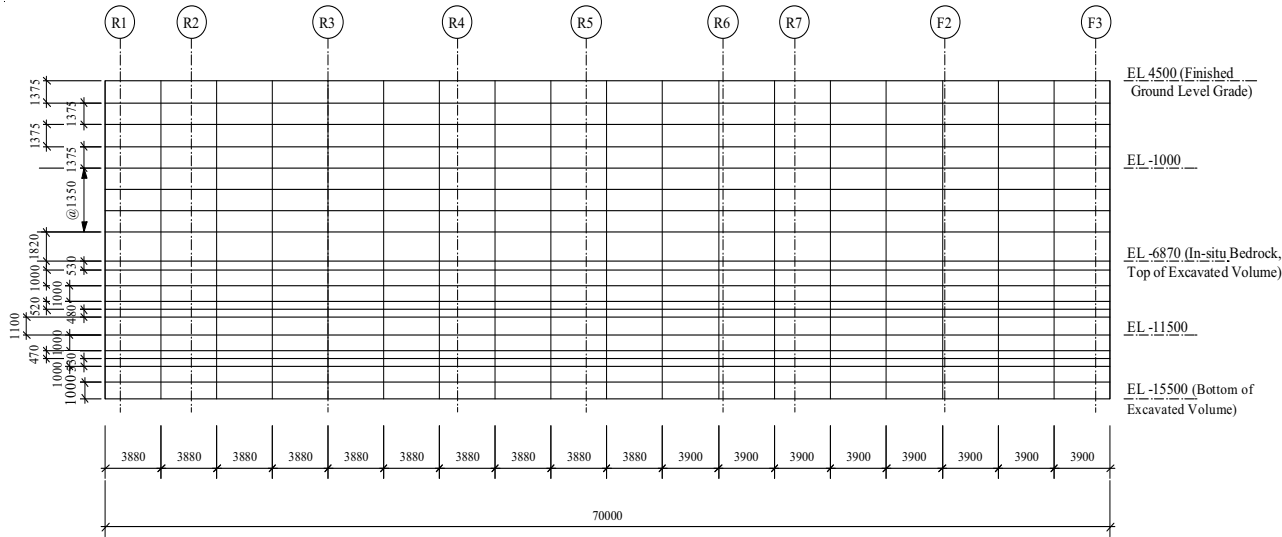 R1 R2 R3 R4 R5 R6 R7 F2 F3
EL 4500 (Finished
Ground Level Grade)
1375
1375
1375
1375
EL -1000
@1350
1820
EL -6870 (In-situ Bedrock,
Top of Excavated Volume)
530
1000
1000
520
480
1100
EL -11500
1000
470
530
1000
1000
EL -15500 (Bottom of
Excavated Volume)
3880 3880 3880 3880 3880 3880 3880 3880 3880 3880 3900 3900 3900 3900 3900 3900 3900 3900
70000